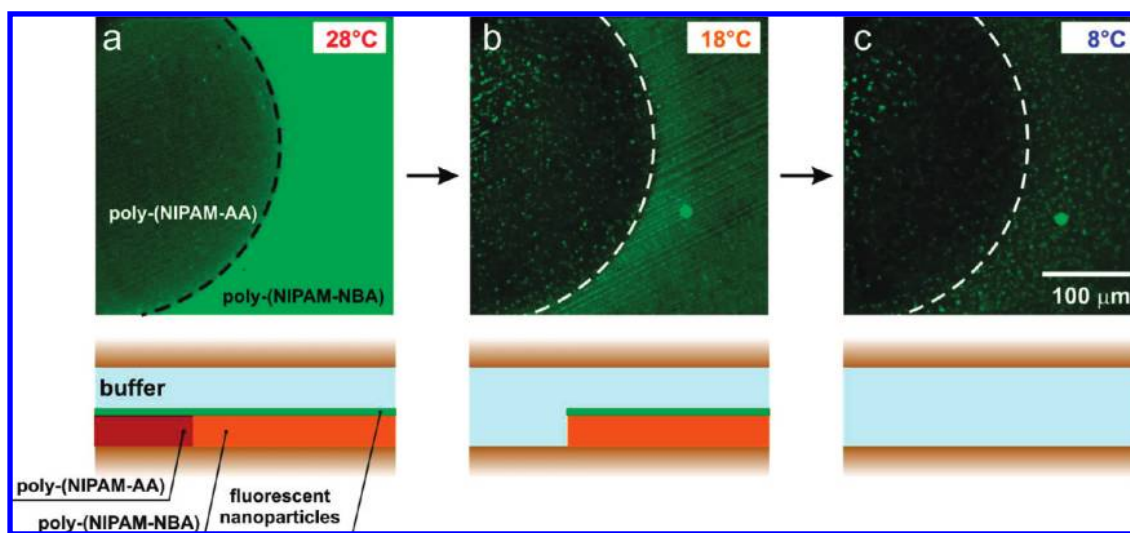 a
28°C
b
18°C
c
8°C
poly-(NIPAM-AA)
poly-(NIPAM-NBA)
100 μm
buffer
poly-(NIPAM-AA)
poly-(NIPAM-NBA)
fluorescent
nanoparticles